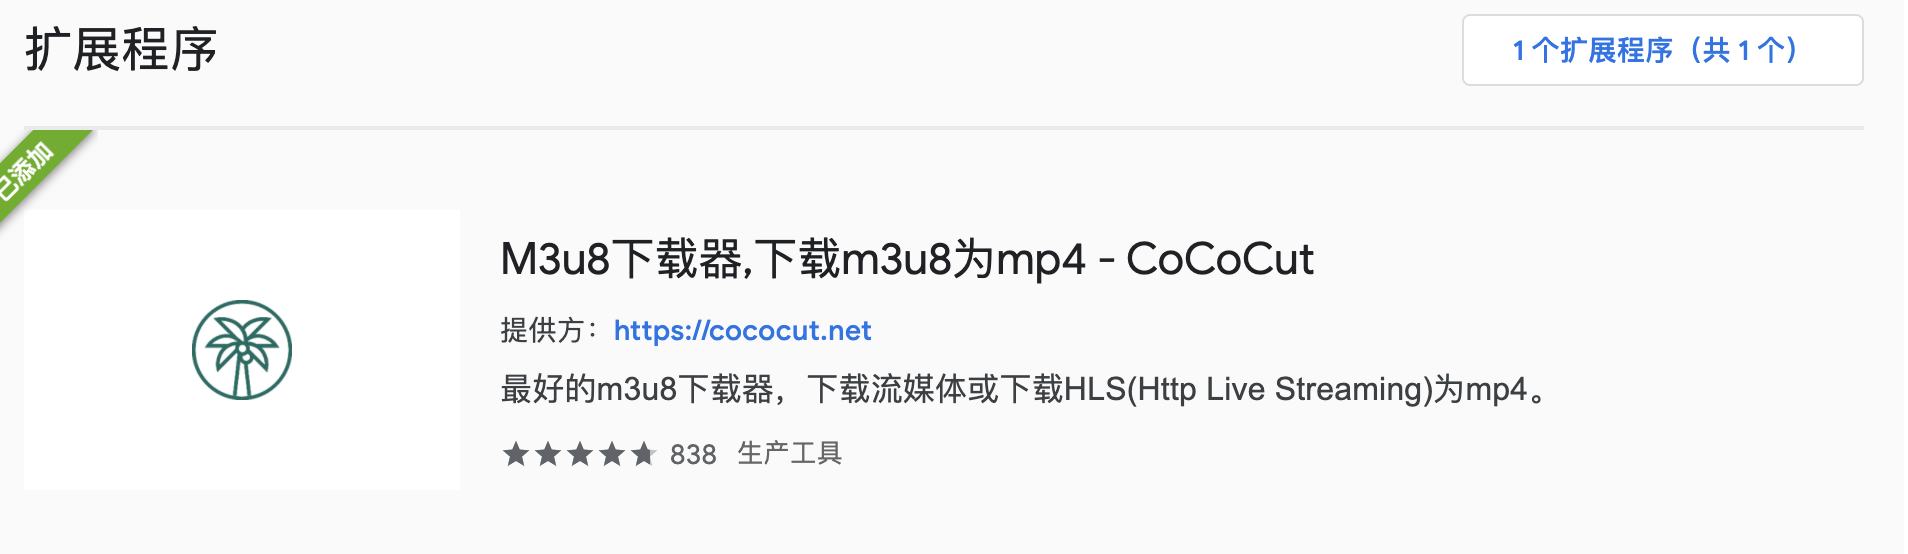 扩展程序
1 个扩展程序（共 1 个）
已添加
M3u8下载器,下载m3u8为mp4 - CoCoCut
提供方：https://cococut.net
最好的m3u8下载器，下载流媒体或下载HLS(Http Live Streaming)为mp4。
838 生产工具